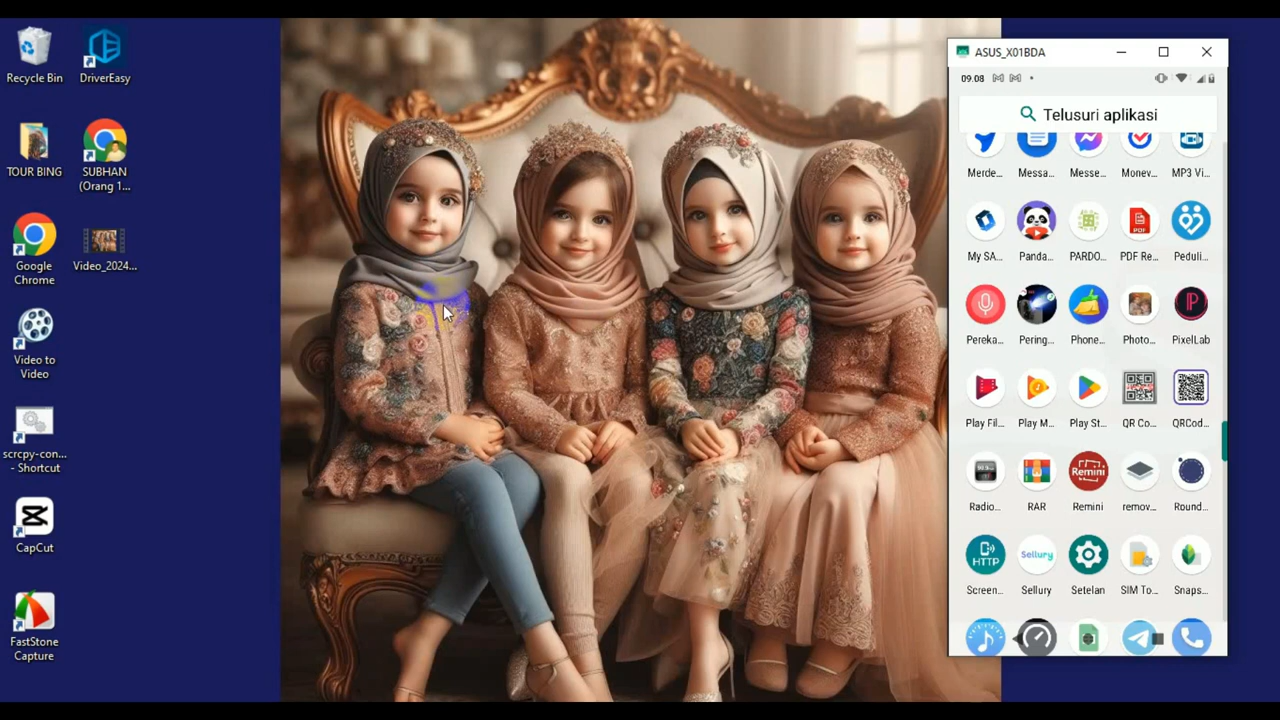 Recycle Bin
DriverEasy
TOUR BING
SUBHAN
(Orang 1...
Google
Chrome
Video_2024...
Video to
Video
scrcpy-con...
- Shortcut
CapCut
FastStone
Capture
ASUS_X01BDA
09.08
Telusuri aplikasi
Merde...
Messa...
Messe...
Monev...
MP3 Vi...
My SA...
Panda...
PARDO...
PDF Re...
Peduli...
Pereka...
Pering...
Phone...
Photo...
PixelLab
Play Fil...
Play M...
Play St...
QR Co...
QRCod...
Radio...
RAR
Remini
Remini
remov...
Round...
HTTP
Sellury
Screen...
Sellury
Setelan
SIM To...
Snaps...